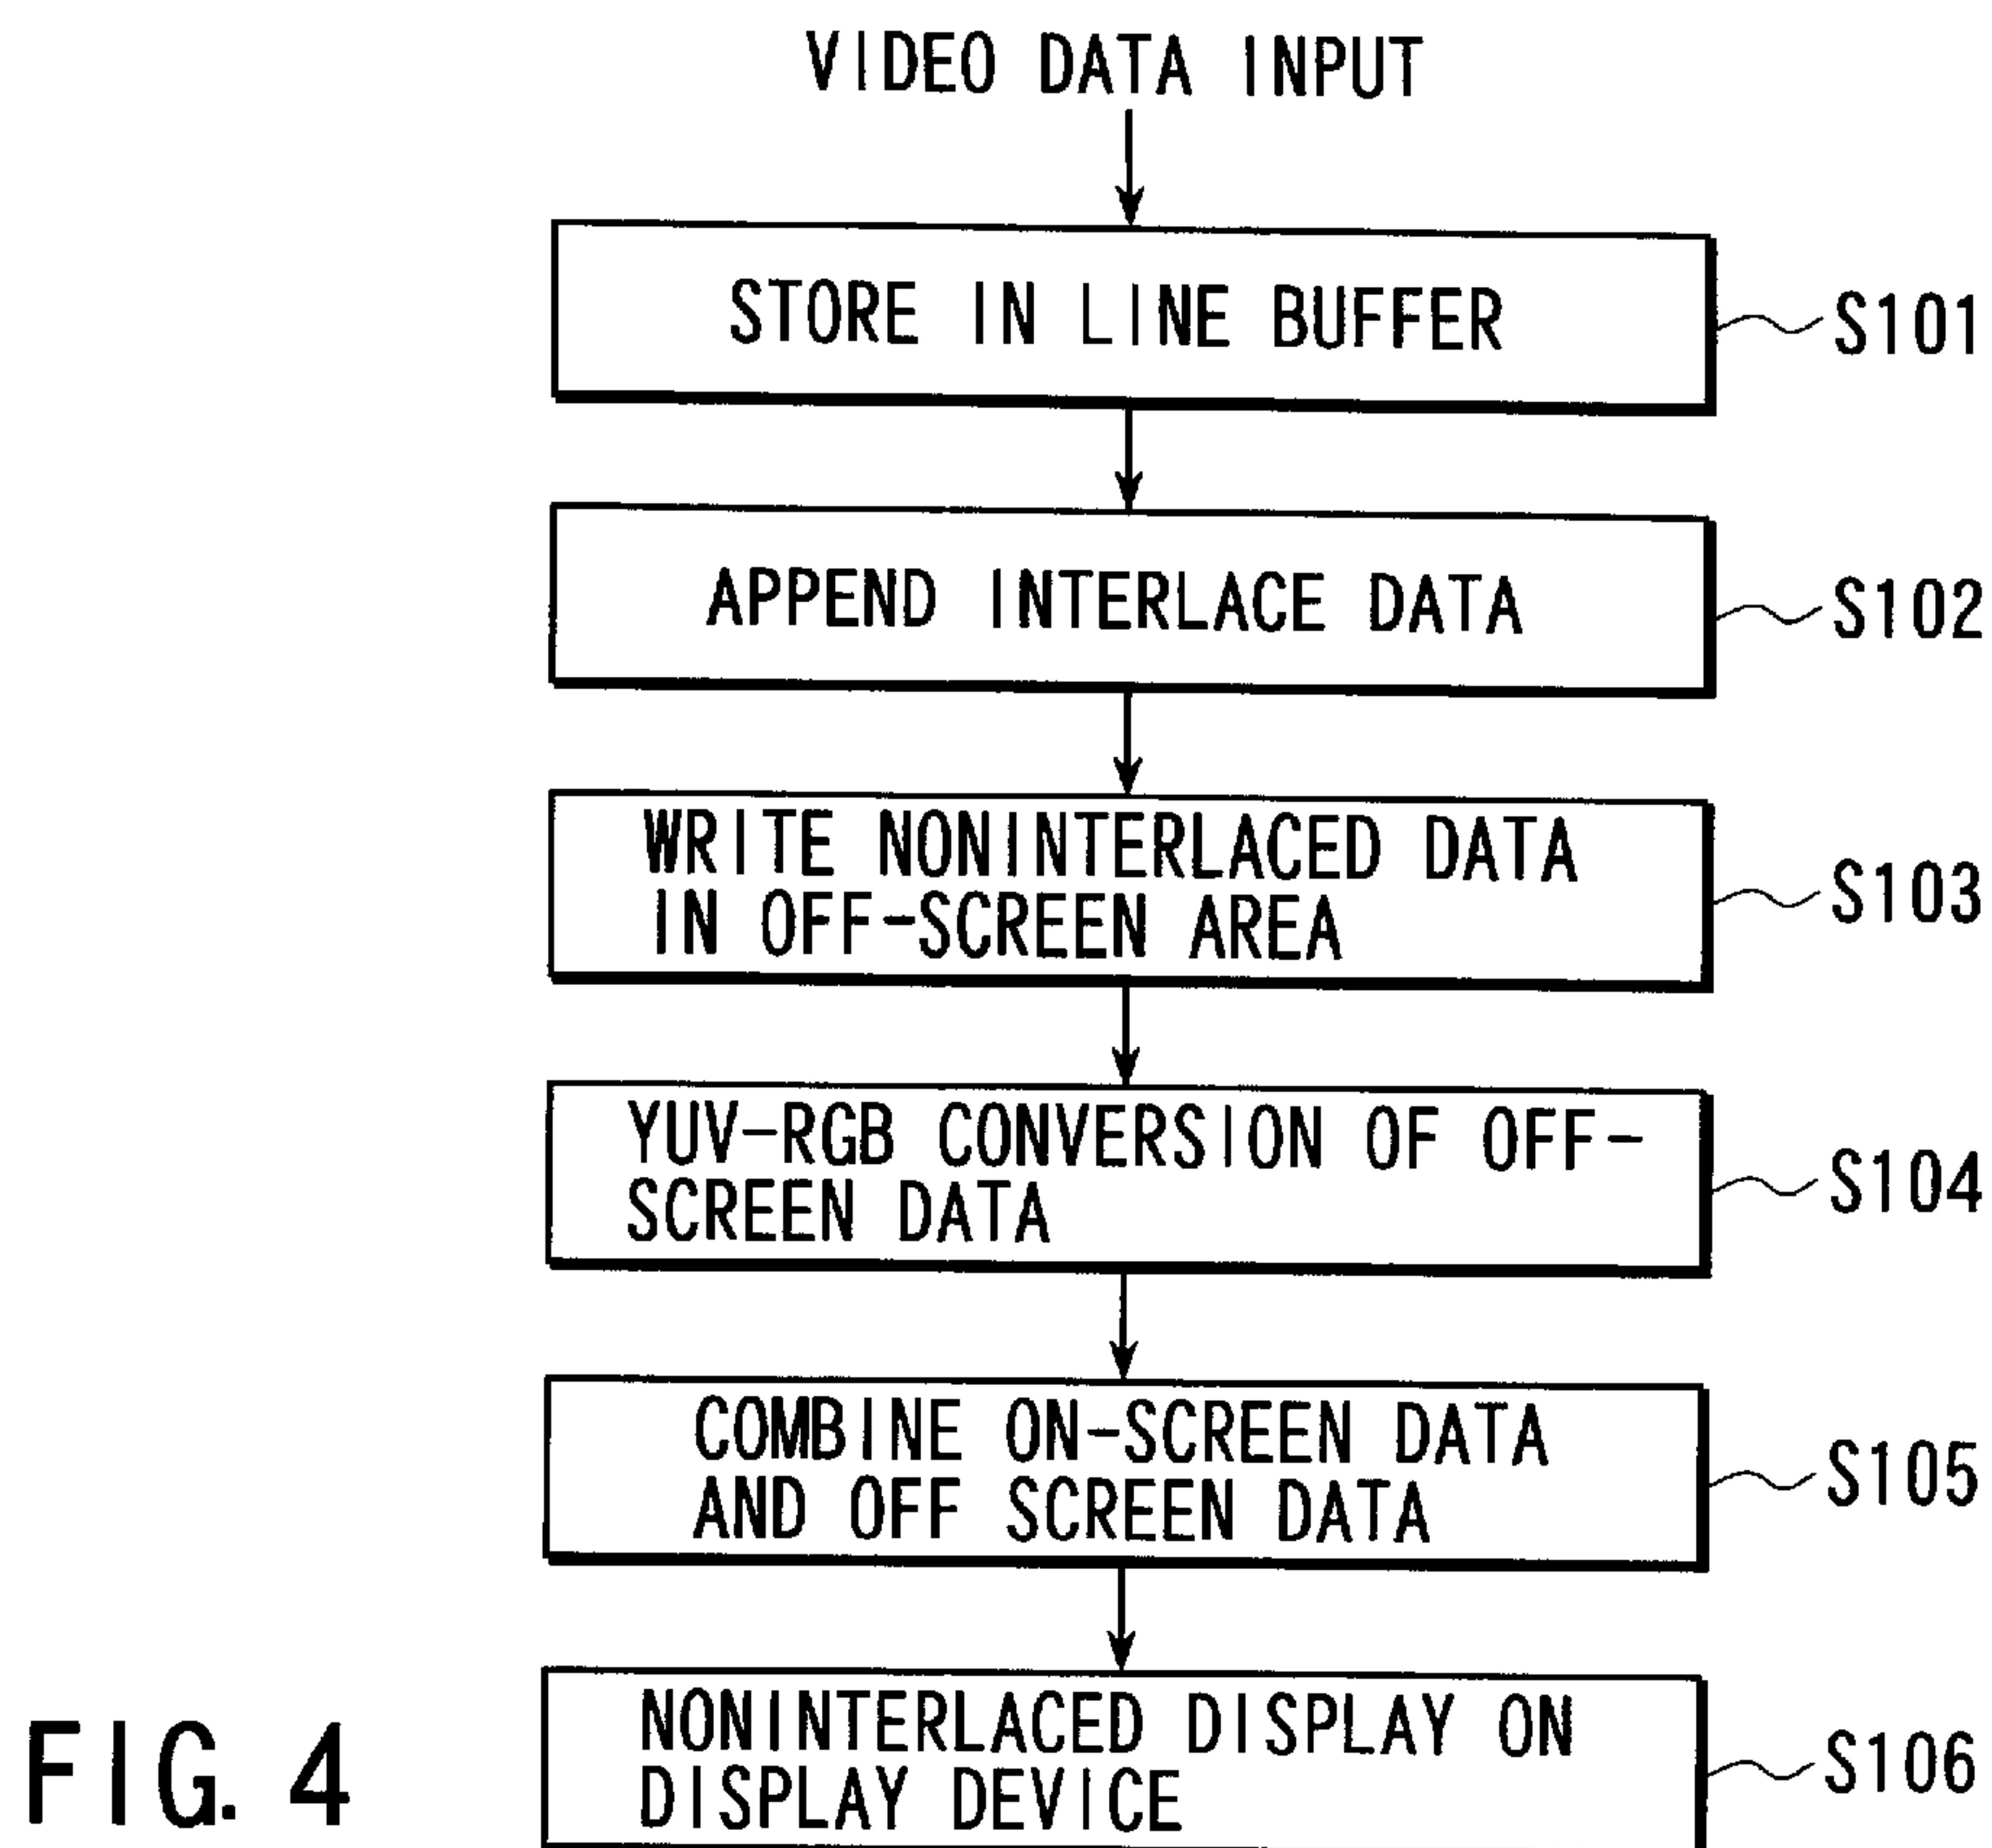 VIDEO DATA INPUT
STORE IN LINE BUFFER
S101
APPEND INTERLACE DATA
S102
WRITE NONINTERLACED DATA
IN OFF-SCREEN AREA
S103
YUV-RGB CONVERSION OF OFF-
SCREEN DATA
S104
COMBINE ON-SCREEN DATA
AND OFF SCREEN DATA
S105
NONINTERLACED DISPLAY ON
DISPLAY DEVICE
S106
FIG. 4